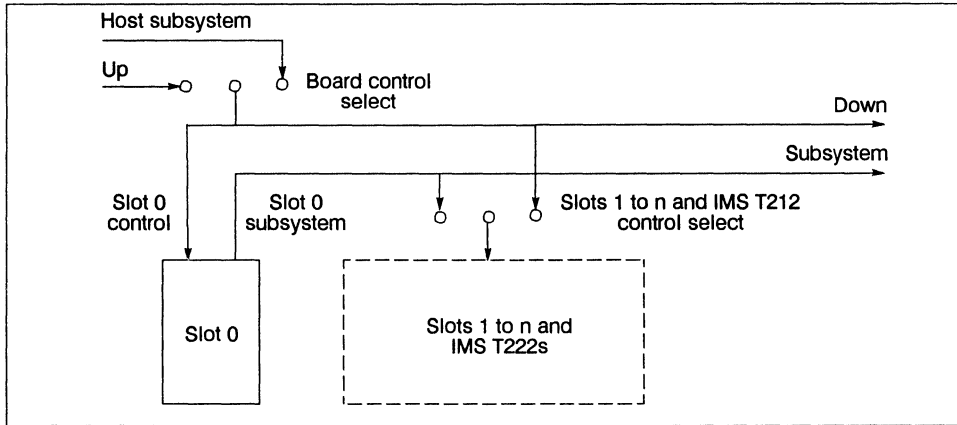 Host subsystem
Up
Board control
select
Down
Subsystem
Slot 0
control
Slot 0
subsystem
Slots 1 to n and IMS T212
control select
Slot 0
Slots 1 to n and
IMS T222s